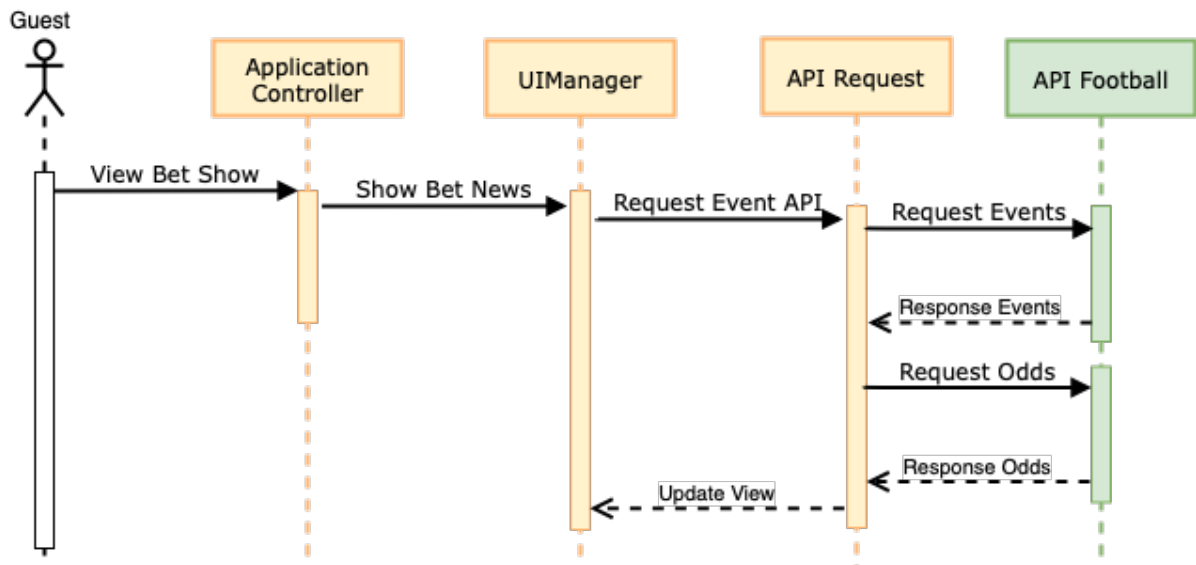 Guest
Application
Controller
UIManager
API Request
API Football
View Bet Show
Show Bet News
Request Event API
Request Events
Response Events
Request Odds
Response Odds
Update View